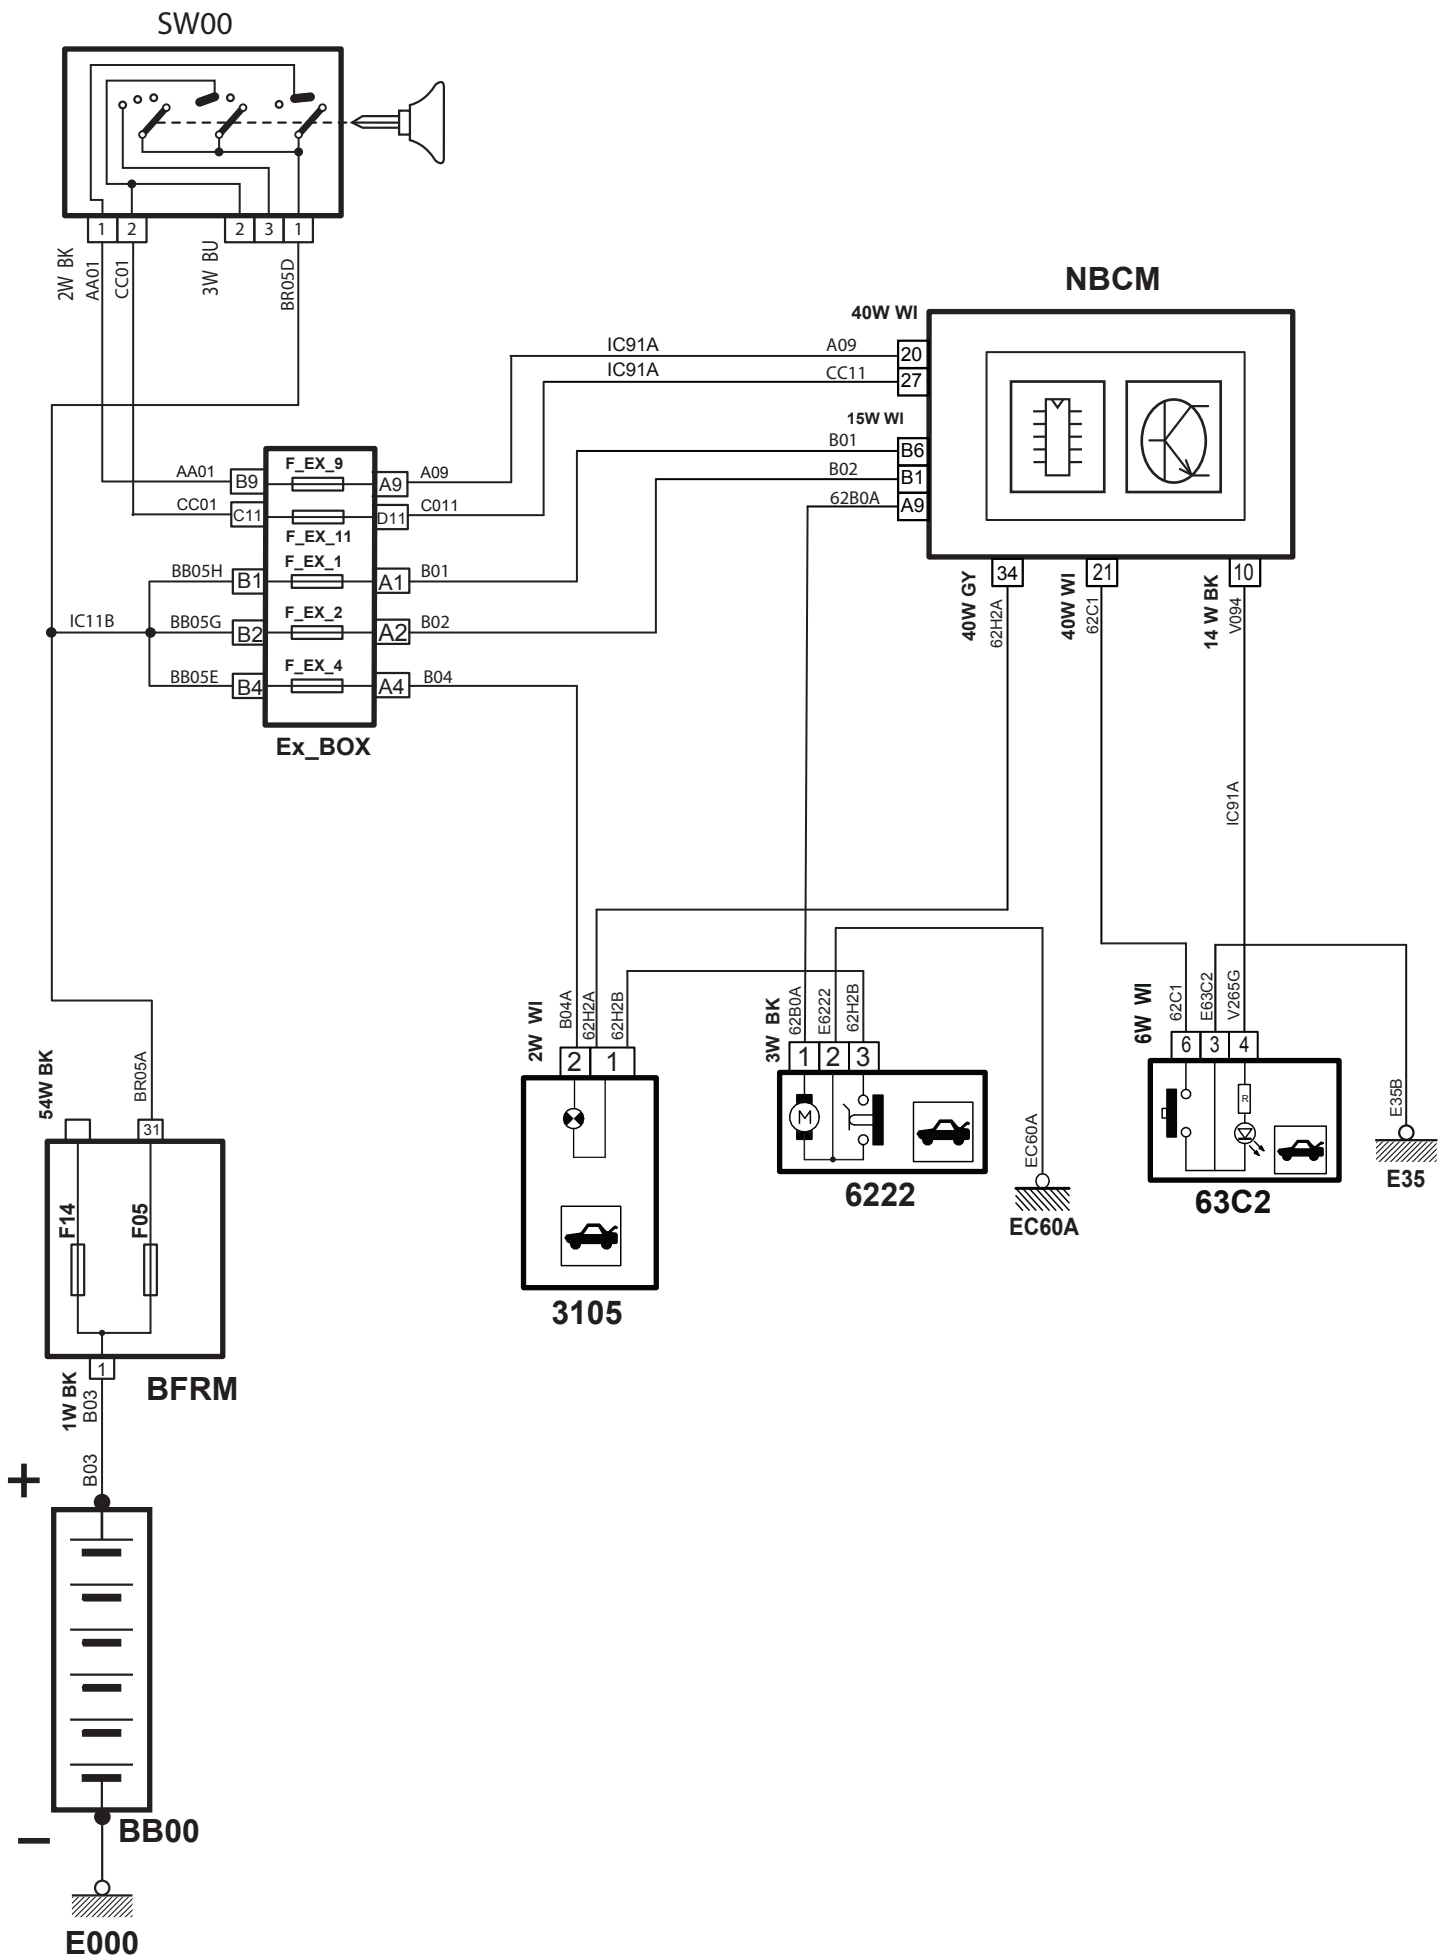 SW00
1 2 2 3 1
2W BK
AA01
CC01
3W BU
BR05D
NBCM
40W WI
IC91A A09 20
IC91A CC11 27
15W WI
B01 B6
B02 B1
62B0A A9
34 21 10
40W GY
62H2A
40W WI
62C1
14 W BK
V094
IC91A
AA01 B9 F_EX_9 A9 A09
CC01 C11 D11 C011
F_EX_11
F_EX_1
BB05H B1 A1 B01
F_EX_2
IC11B BB05G B2 A2 B02
F_EX_4
BB05E B4 A4 B04
Ex_BOX
2W WI
B04A
62H2A
62H2B
2 1
3105
3W BK
62B0A
E6222
62H2B
1 2 3
M
6222
EC60A
EC60A
6W WI
62C1
E63C2
V265G
6 3 4
R
63C2
E35B
E35
54W BK
BR05A
31
F14
F05
1
BFRM
1W BK
B03
B03
+
−
BB00
E000